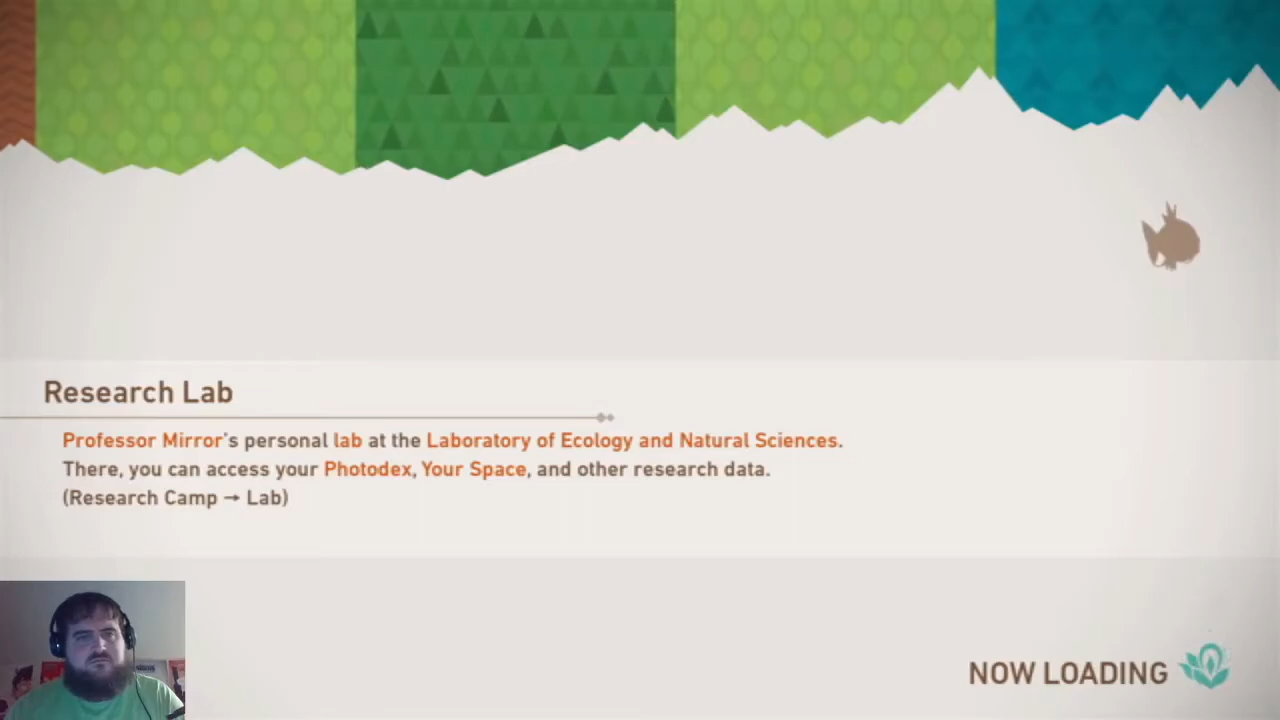 Research Lab
Professor Mirror's personal lab at the Laboratory of Ecology and Natural Sciences.
There, you can access your Photodex, Your Space, and other research data.
(Research Camp → Lab)
NOW LOADING